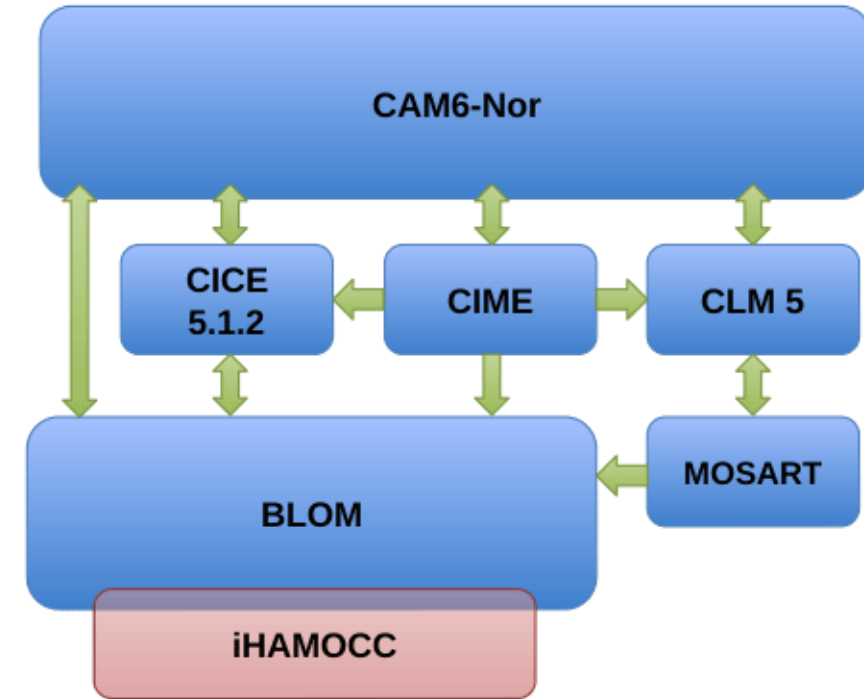 CAM6-Nor
CICE
5.1.2
CIME
CLM 5
MOSART
BLOM
iHAMOCC